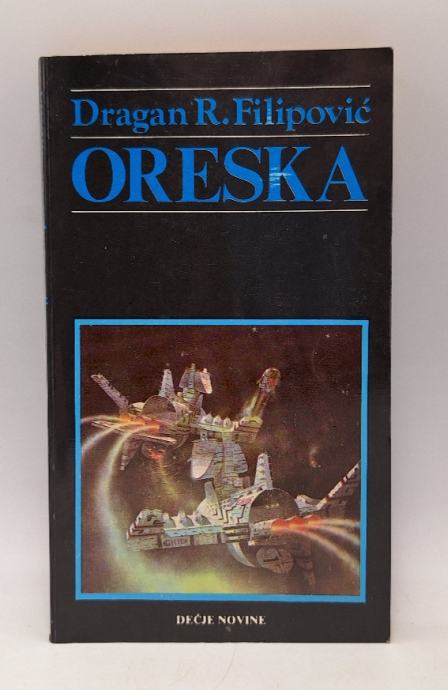 Dragan R. Filipović
ORESKA
DEČJE NOVINE